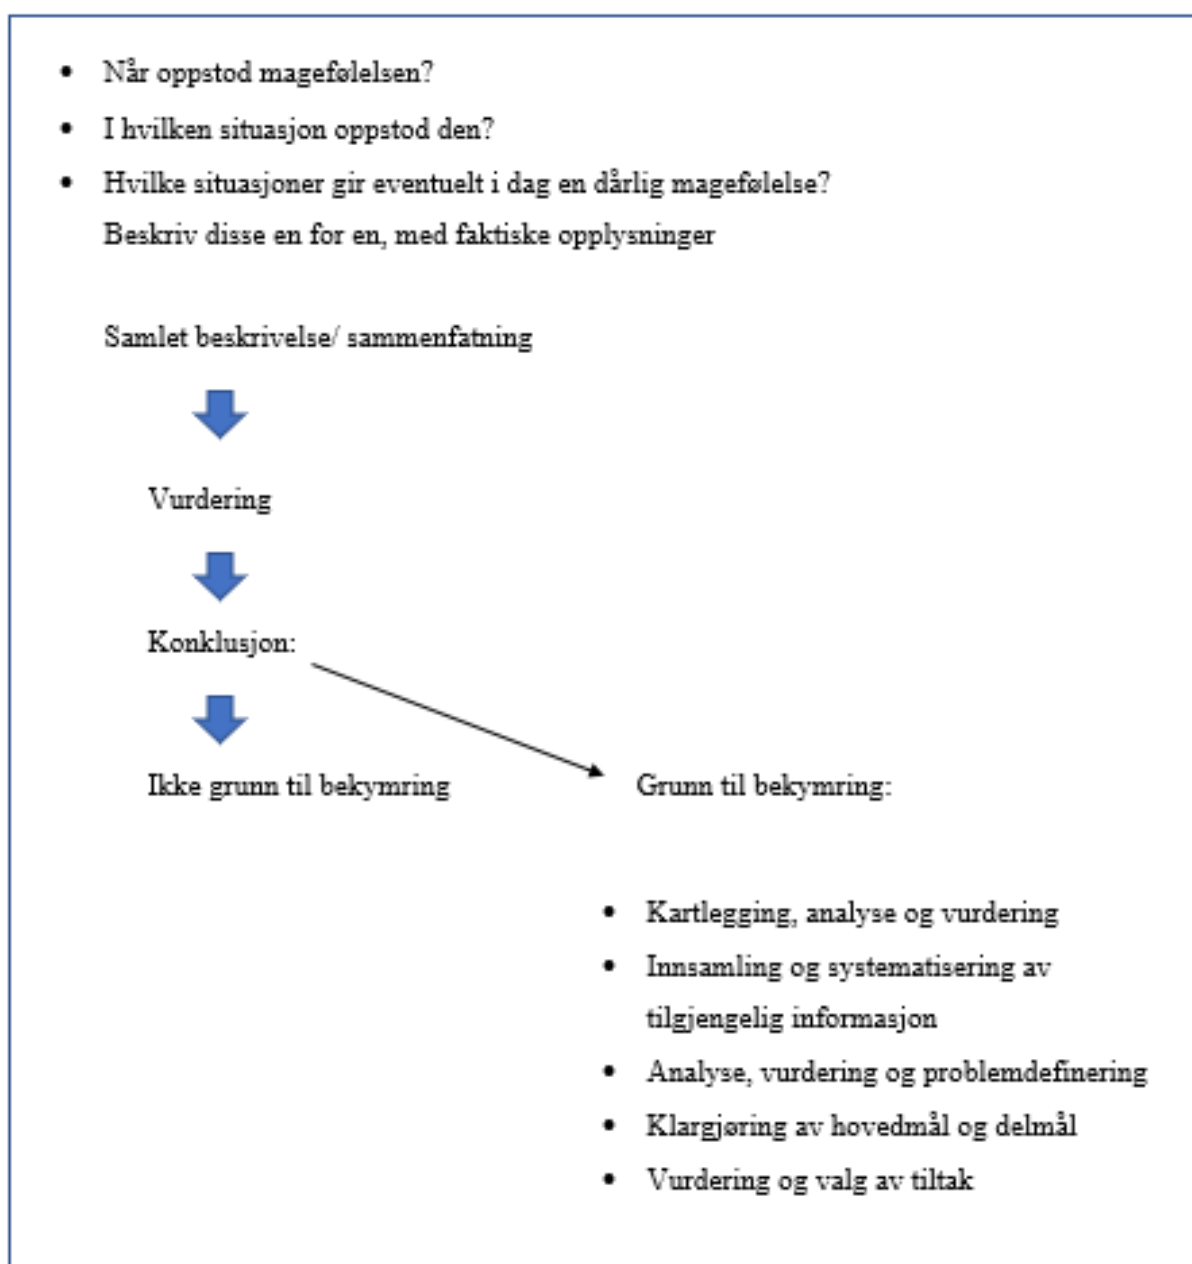 • Når oppstod magefølelsen?
• I hvilken situasjon oppstod den?
• Hvilke situasjoner gir eventuelt i dag en dårlig magefølelse?
Beskriv disse en for en, med faktiske opplysninger
Samlet beskrivelse/ sammenfatning
Vurdering
Konklusjon:
Ikke grunn til bekymring
Grunn til bekymring:
• Kartlegging, analyse og vurdering
• Innsamling og systematisering av
tilgjengelig informasjon
• Analyse, vurdering og problemdefinering
• Klargjøring av hovedmål og delmål
• Vurdering og valg av tiltak